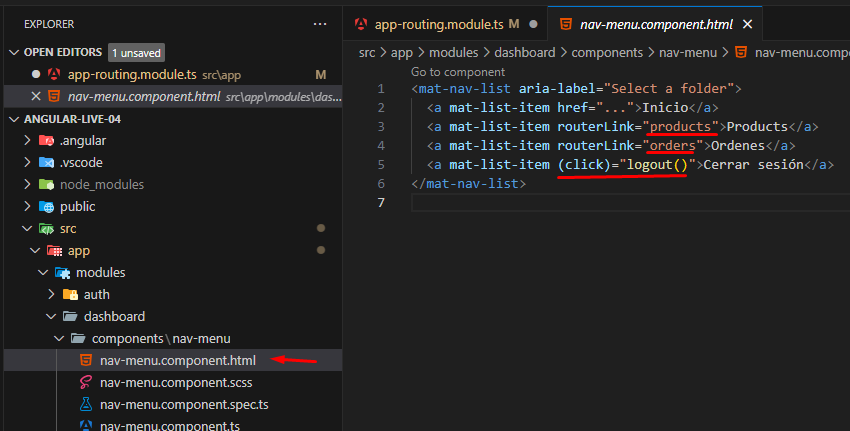 EXPLORER
OPEN EDITORS 1 unsaved
app-routing.module.ts src\app M
nav-menu.component.html src\app\modules\das...
ANGULAR-LIVE-04
.angular
.vscode
node_modules
public
src
app
modules
auth
dashboard
components\nav-menu
nav-menu.component.html
nav-menu.component.scss
nav-menu.component.spec.ts
nav-menu.component.ts
app-routing.module.ts M
nav-menu.component.html
src > app > modules > dashboard > components > nav-menu > nav-menu.compo
Go to component
1 <mat-nav-list aria-label="Select a folder">
2 <a mat-list-item href="...">Inicio</a>
3 <a mat-list-item routerLink="products">Products</a>
4 <a mat-list-item routerLink="orders">Ordenes</a>
5 <a mat-list-item (click)="logout()">Cerrar sesión</a>
6 </mat-nav-list>
7